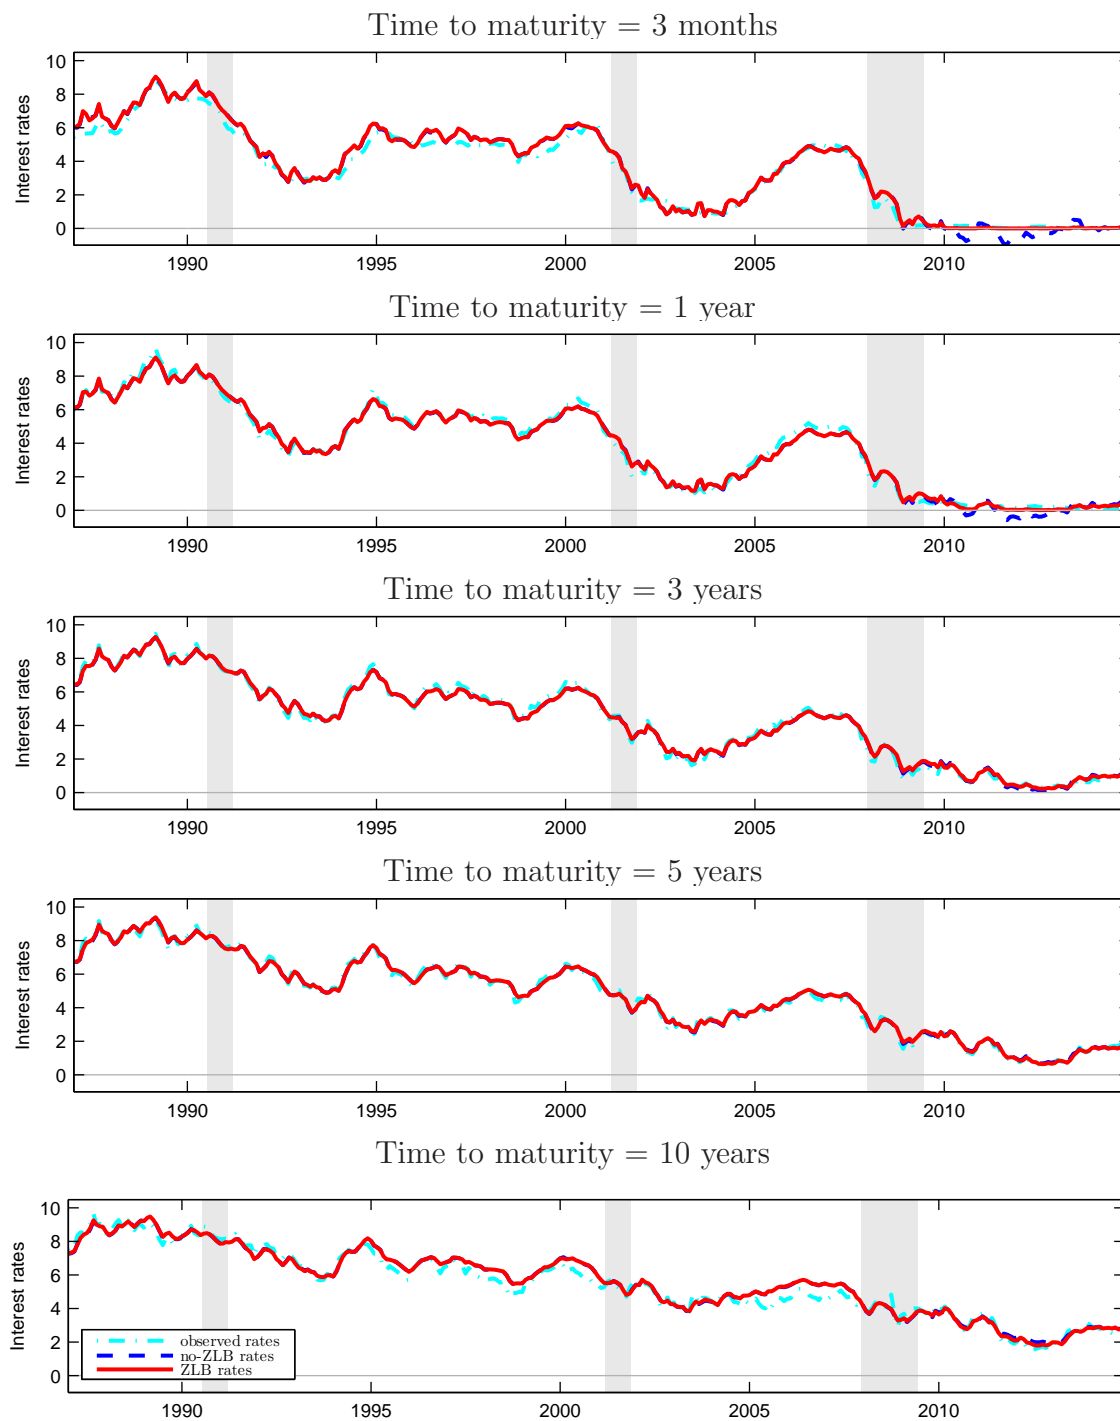 Time to maturity = 3 months
Interest rates
10
8
6
4
2
0
1990 1995 2000 2005 2010
Time to maturity = 1 year
Interest rates
10
8
6
4
2
0
1990 1995 2000 2005 2010
Time to maturity = 3 years
Interest rates
10
8
6
4
2
0
1990 1995 2000 2005 2010
Time to maturity = 5 years
Interest rates
10
8
6
4
2
0
1990 1995 2000 2005 2010
Time to maturity = 10 years
Interest rates
10
8
6
4
2
0
observed rates
no-ZLB rates
ZLB rates
1990 1995 2000 2005 2010